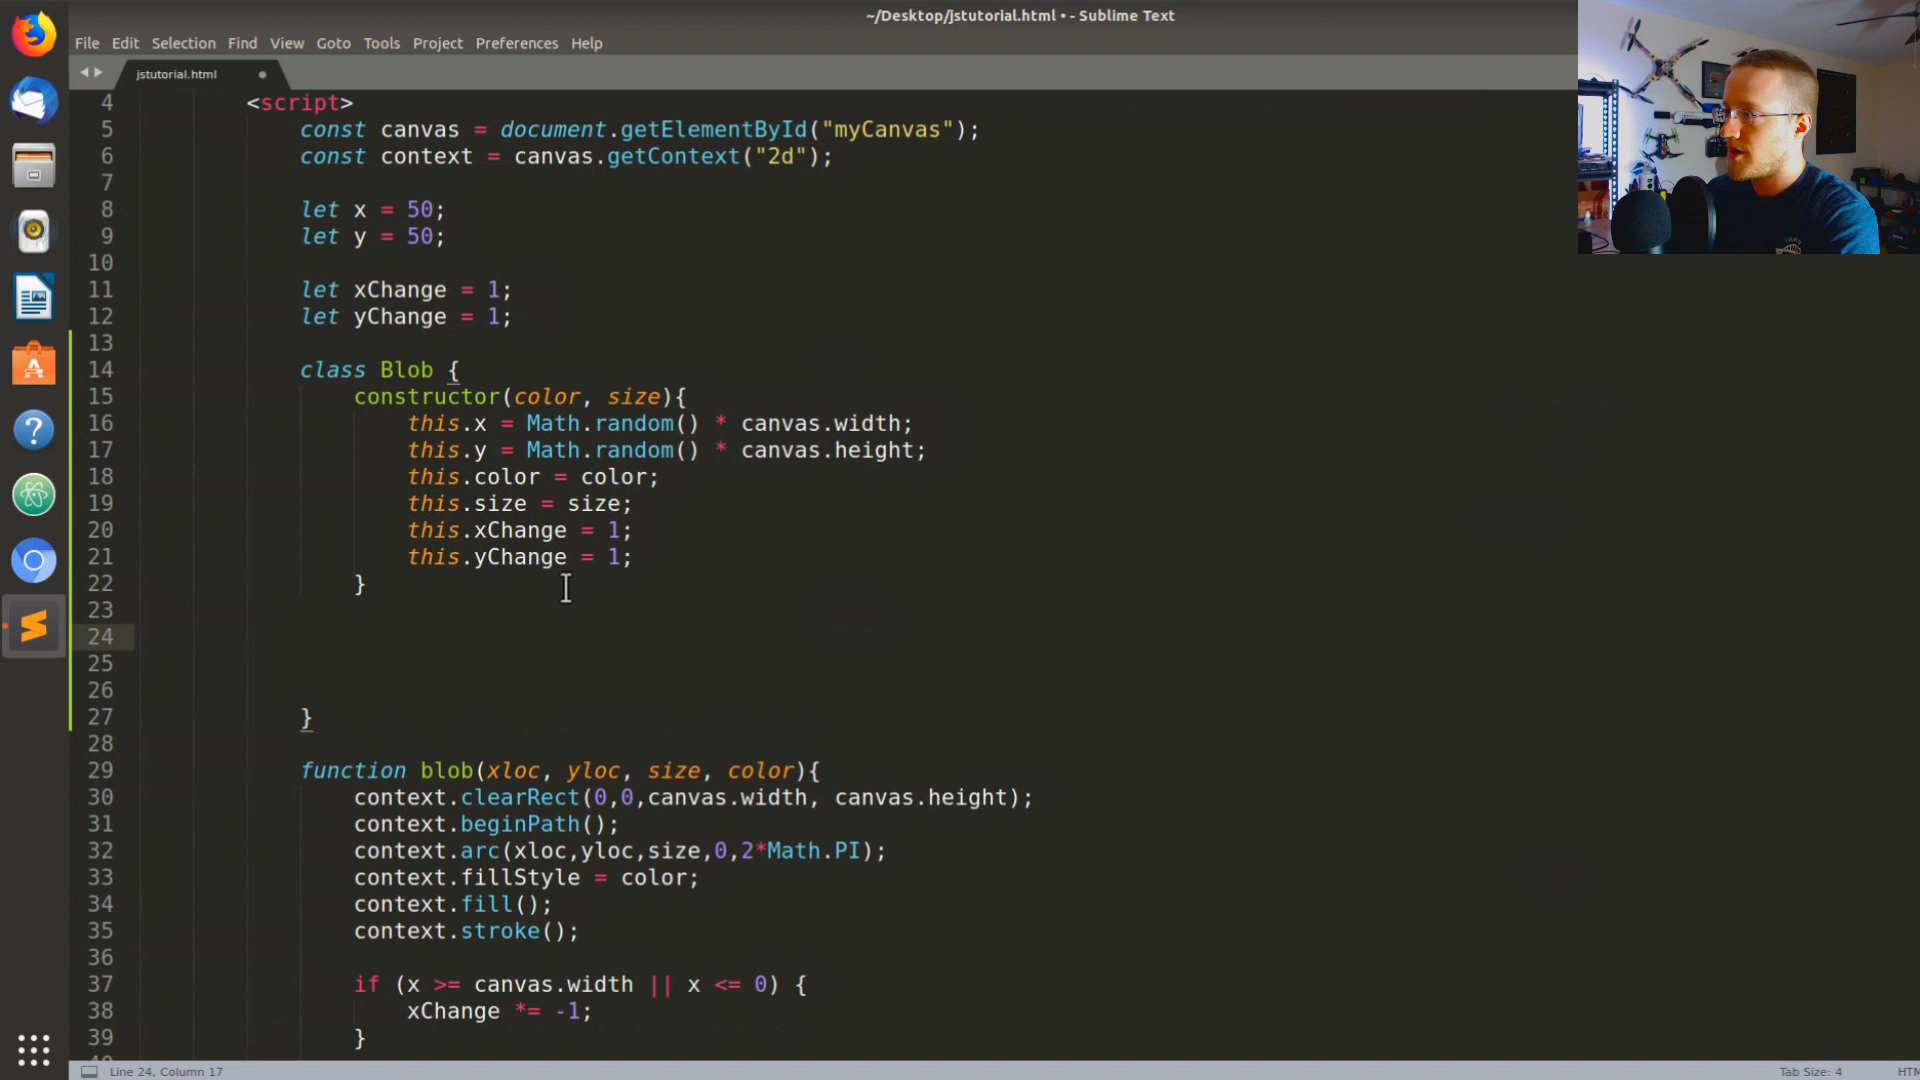 ~/Desktop/jstutorial.html • - Sublime Text
File Edit Selection Find View Goto Tools Project Preferences Help
jstutorial.html
4 <script>
5 const canvas = document.getElementById("myCanvas");
6 const context = canvas.getContext("2d");
7
8 let x = 50;
9 let y = 50;
10
11 let xChange = 1;
12 let yChange = 1;
13
14 class Blob {
15 constructor(color, size){
16 this.x = Math.random() * canvas.width;
17 this.y = Math.random() * canvas.height;
18 this.color = color;
19 this.size = size;
20 this.xChange = 1;
21 this.yChange = 1;
22 }
23
24
25
26
27 }
28
29 function blob(xloc, yloc, size, color){
30 context.clearRect(0,0,canvas.width, canvas.height);
31 context.beginPath();
32 context.arc(xloc,yloc,size,0,2*Math.PI);
33 context.fillStyle = color;
34 context.fill();
35 context.stroke();
36
37 if (x >= canvas.width || x <= 0) {
38 xChange *= -1;
39 }
Line 24, Column 17 Tab Size: 4 HTM